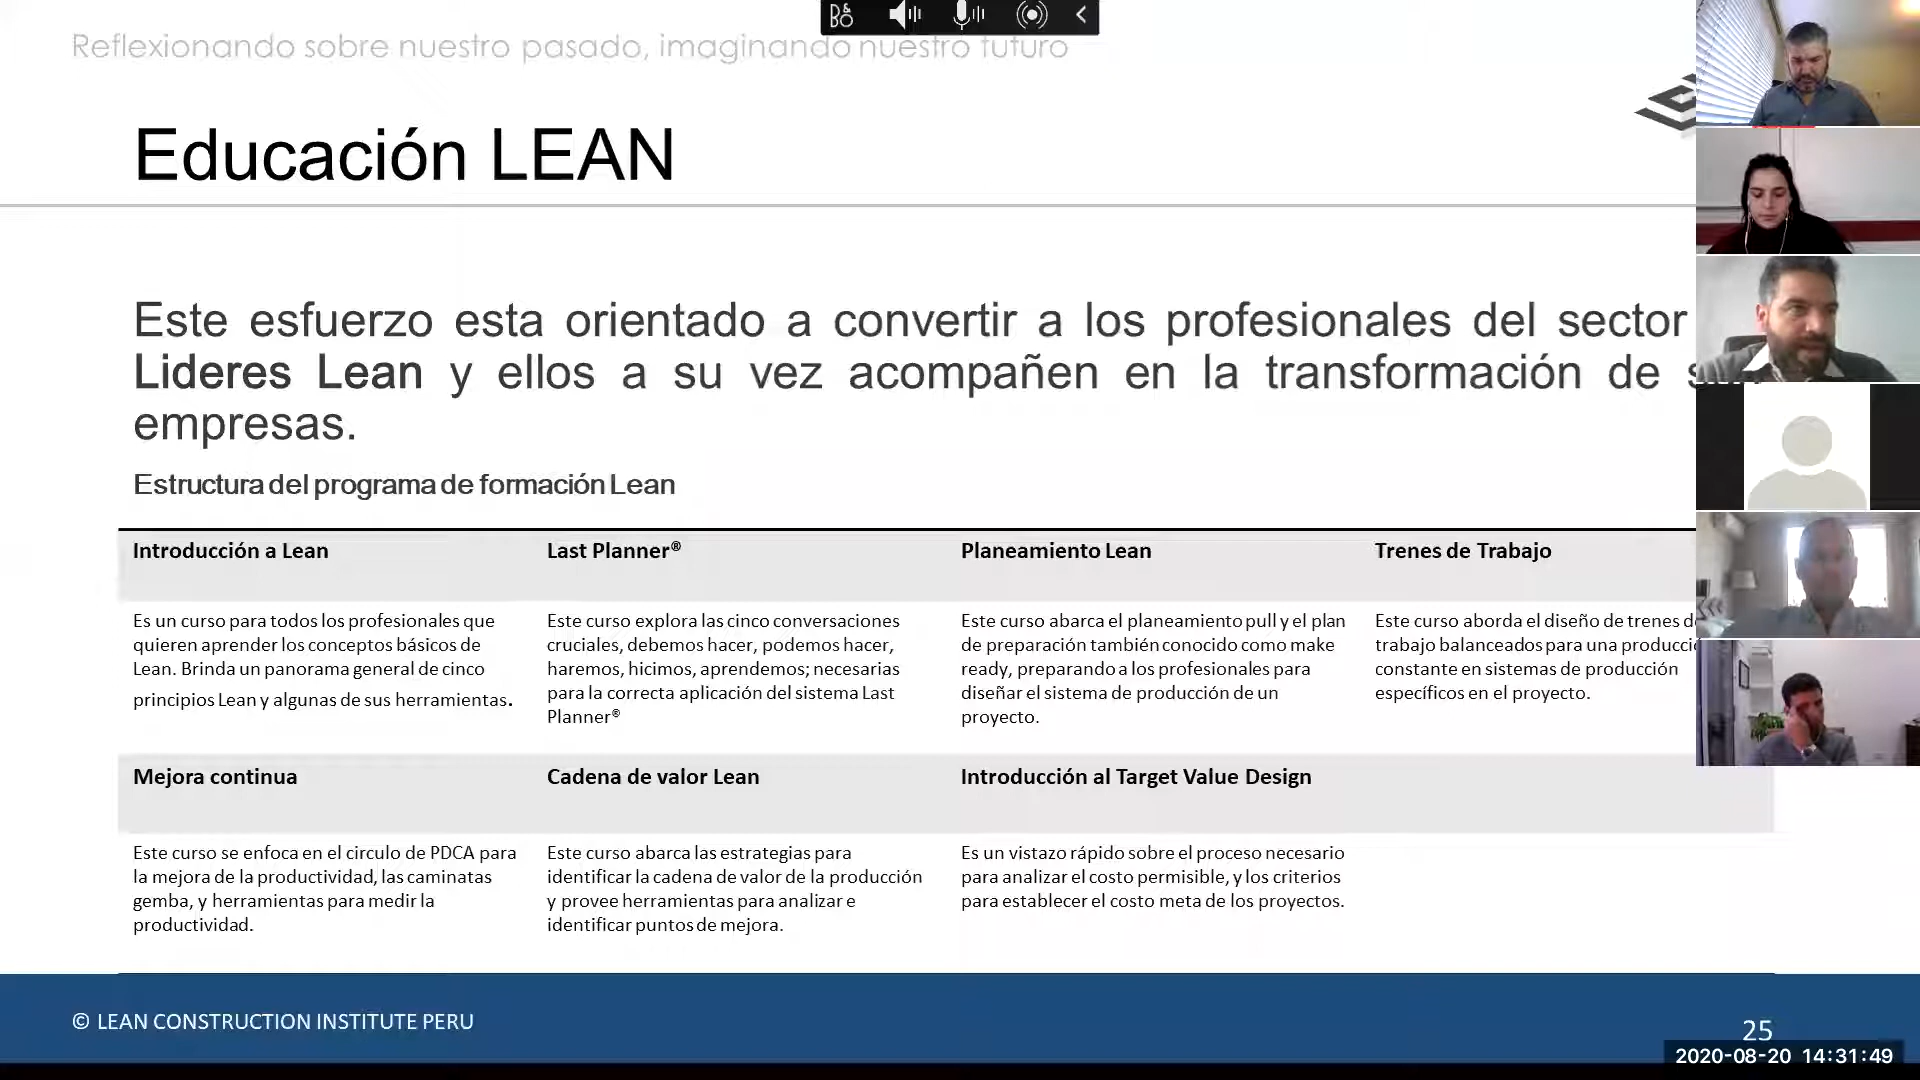 B&O
Reflexionando sobre nuestro pasado, imaginando nuestro futuro
Educación LEAN
Este esfuerzo esta orientado a convertir a los profesionales del sector
Lideres Lean y ellos a su vez acompañen en la transformación de
empresas.
Estructura del programa de formación Lean
Introducción a Lean
Es un curso para todos los profesionales que
quieren aprender los conceptos básicos de
Lean. Brinda un panorama general de cinco
principios Lean y algunas de sus herramientas.
Last Planner®
Este curso explora las cinco conversaciones
cruciales, debemos hacer, podemos hacer,
haremos, hicimos, aprendemos; necesarias
para la correcta aplicación del sistema Last
Planner®
Planeamiento Lean
Este curso abarca el planeamiento pull y el plan
de preparación también conocido como make
ready, preparando a los profesionales para
diseñar el sistema de producción de un
proyecto.
Trenes de Trabajo
Este curso aborda el diseño de trenes de
trabajo balanceados para una
constante en sistemas de producción
específicos en el proyecto.
Mejora continua
Este curso se enfoca en el circulo de PDCA para
la mejora de la productividad, las caminatas
gemba, y herramientas para medir la
productividad.
Cadena de valor Lean
Este curso abarca las estrategias para
identificar la cadena de valor de la producción
y provee herramientas para analizar e
identificar puntos de mejora.
Introducción al Target Value Design
Es un vistazo rápido sobre el proceso necesario
para analizar el costo permisible, y los criterios
para establecer el costo meta de los proyectos.
© LEAN CONSTRUCTION INSTITUTE PERU
25
2020-08-20 14:31:49